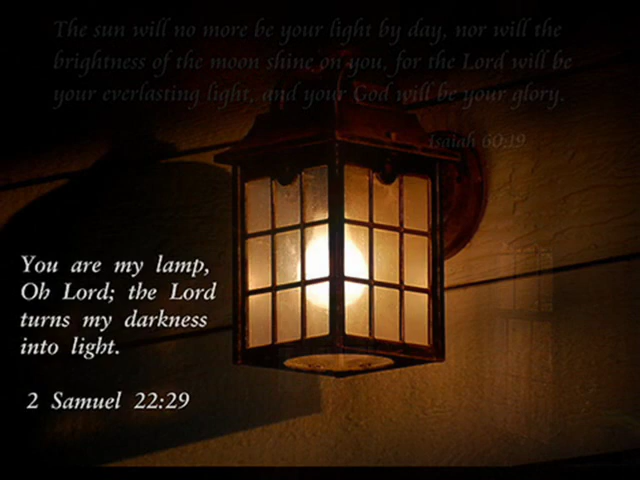 The sun will no more be your light by day, nor will the
brightness of the moon shine on you, for the Lord will be
your everlasting light, and your God will be your glory.
Isaiah 60:19
You are my lamp,
Oh Lord; the Lord
turns my darkness
into light.
2 Samuel 22:29